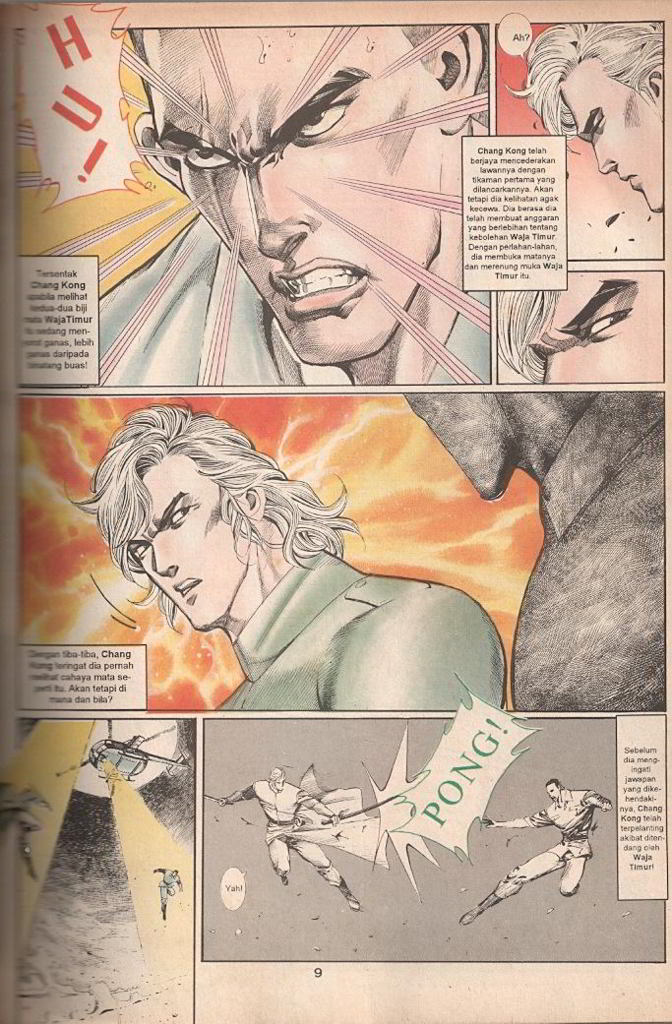 HU!
Ah?
Chang Kong telah
berjaya mencederakan
lawannya dengan
tikaman pertama yang
dilancarkannya. Akan
tetapi dia kelihatan agak
kecewa. Dia berasa dia
telah membuat anggaran
yang berlebihan tentang
kebolehan Waja Timur.
Dengan perlahan-lahan,
dia membuka matanya
dan merenung muka Waja
Timur itu.
Tersentak
Chang Kong
apabila melihat
kedua-dua biji
mata WajaTimur
itu sedang men-
ganas, lebih
ganas daripada
binatang buas!
Dengan tiba-tiba, Chang
Kong teringat dia pernah
melihat cahaya mata se-
perti itu. Akan tetapi di
mana dan bila?
PONG!
Yah!
Sebelum
dia meng-
ingati
jawapan
yang dike-
hendaki-
nya, Chang
Kong telah
terpelanting
akibat diten-
dang oleh
Waja
Timur!
9